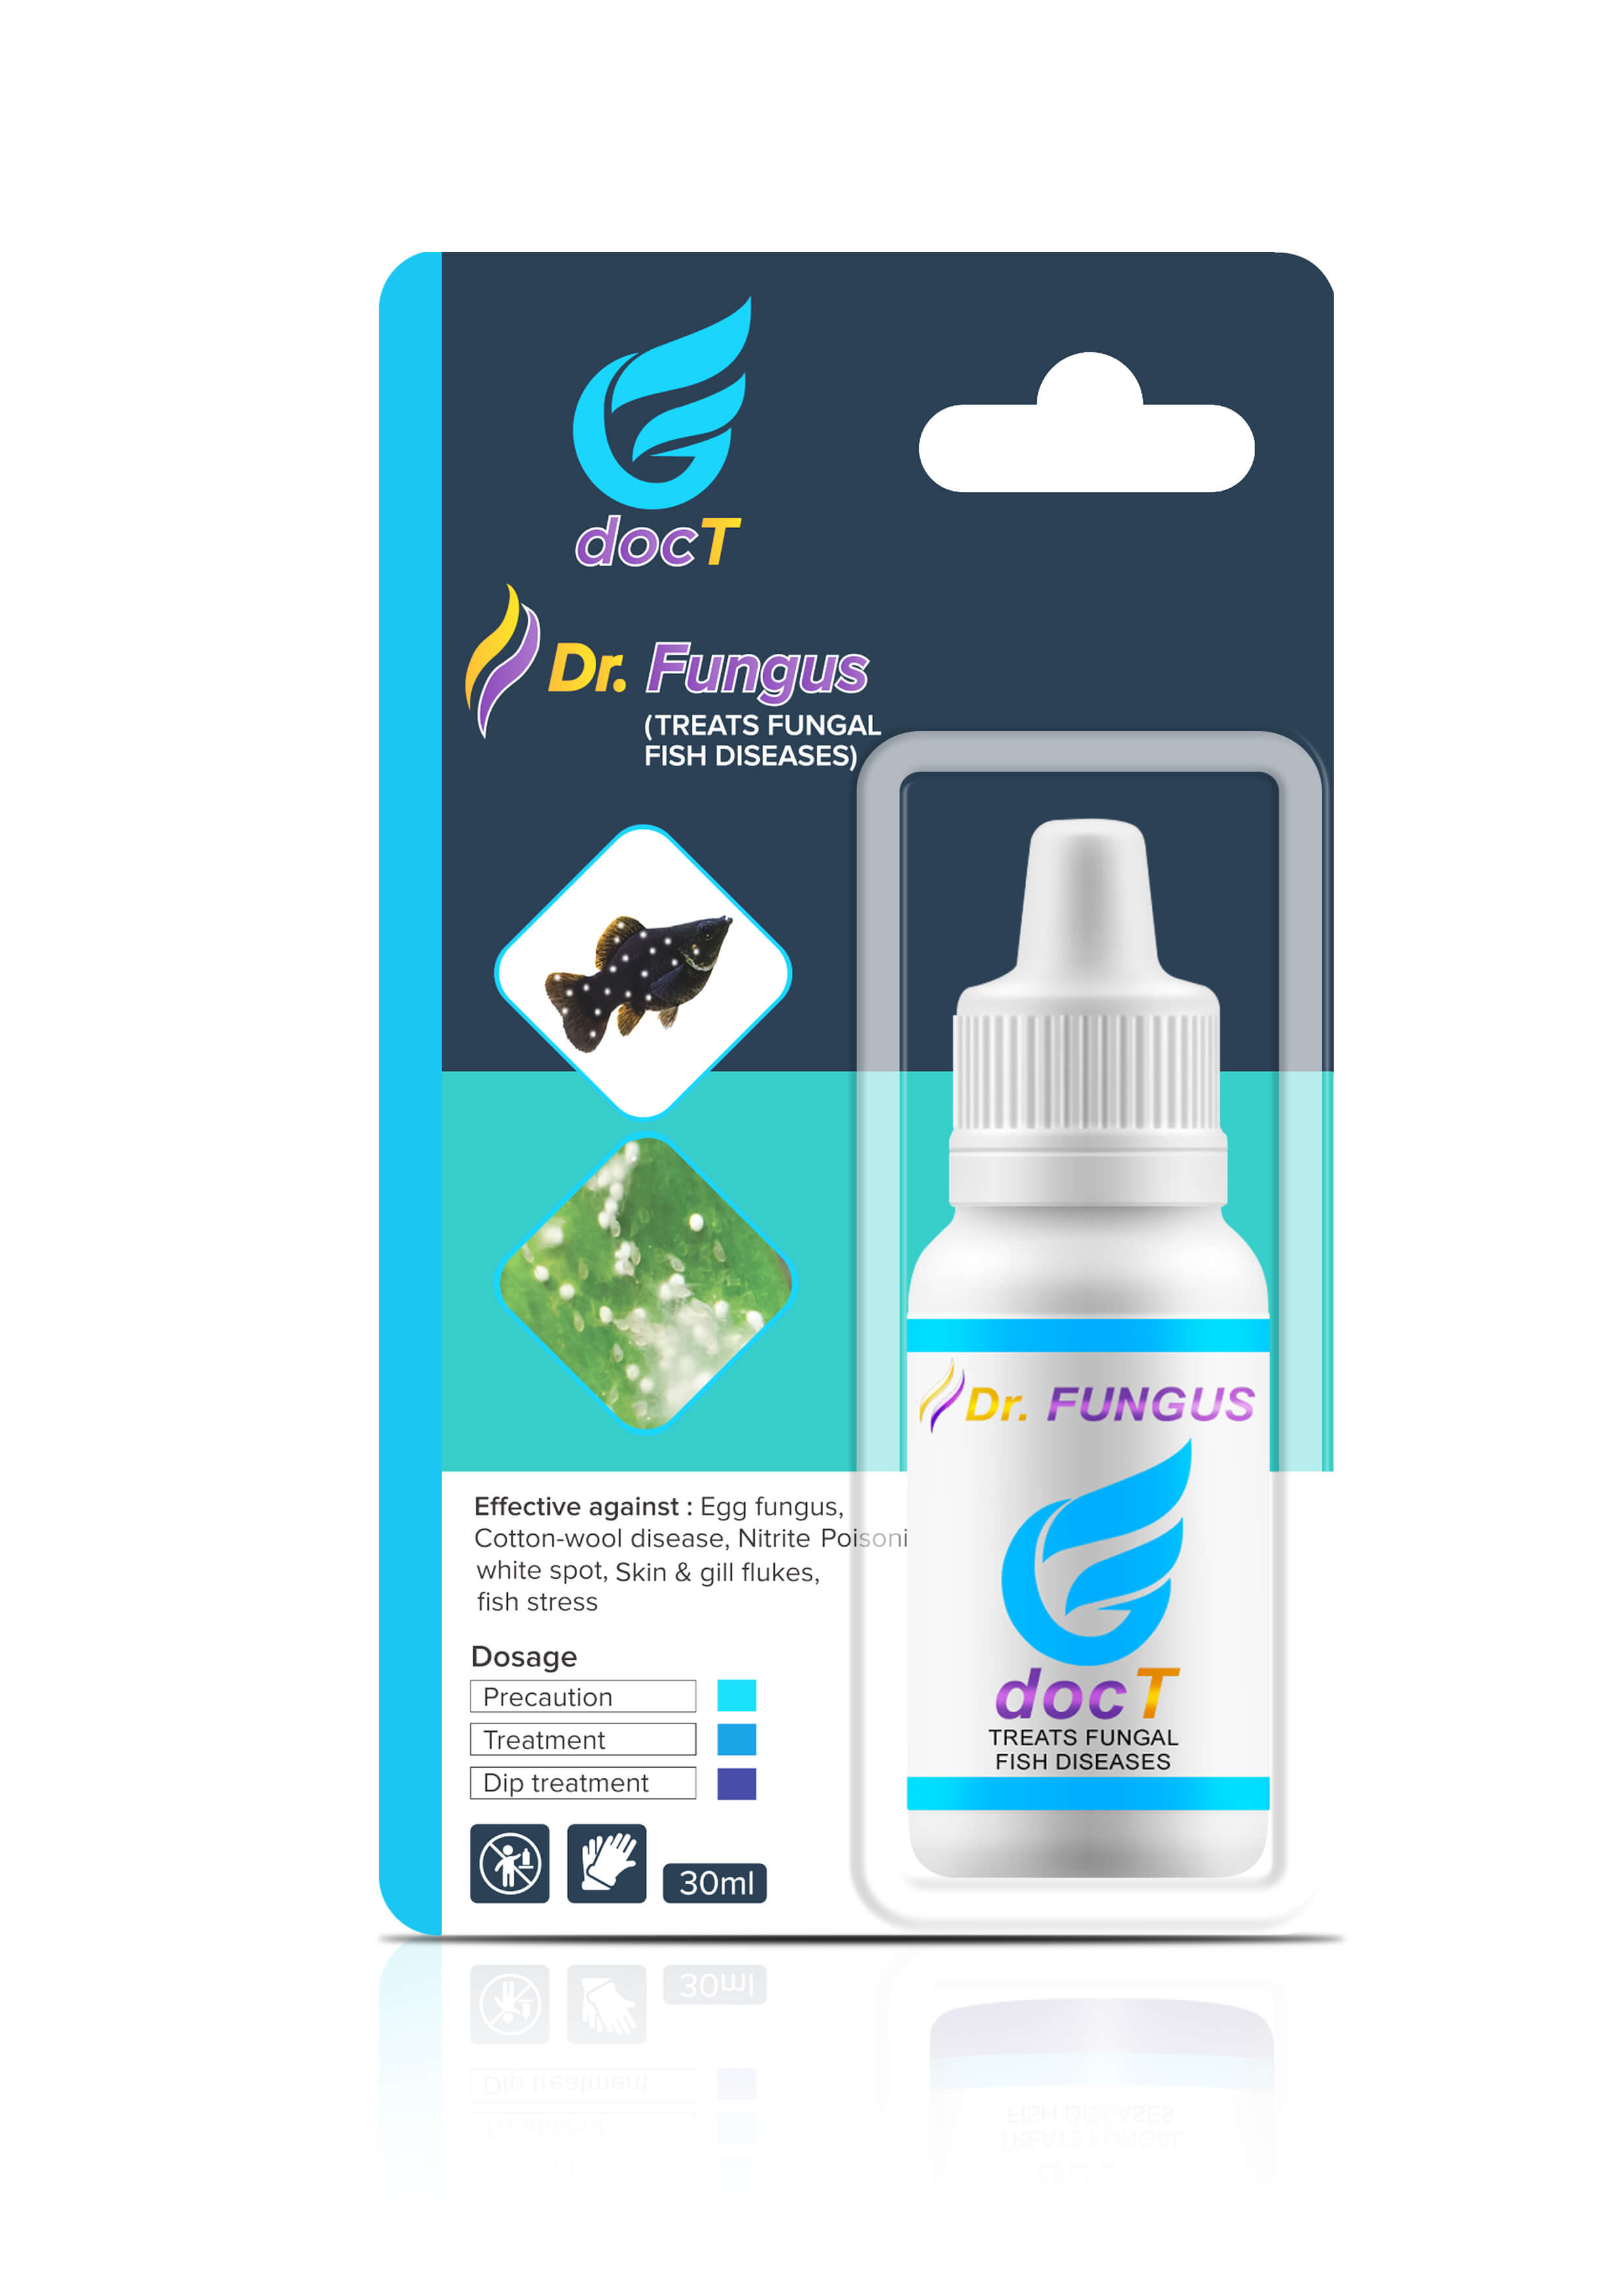 docT
Dr. Fungus
(TREATS FUNGAL
FISH DISEASES)
Effective against : Egg fungus,
Cotton-wool disease, Nitrite
white spot, Skin & gill flukes,
fish stress
Dosage
Precaution
Treatment
Dip treatment
30ml
Dr. FUNGUS
docT
TREATS FUNGAL
FISH DISEASES